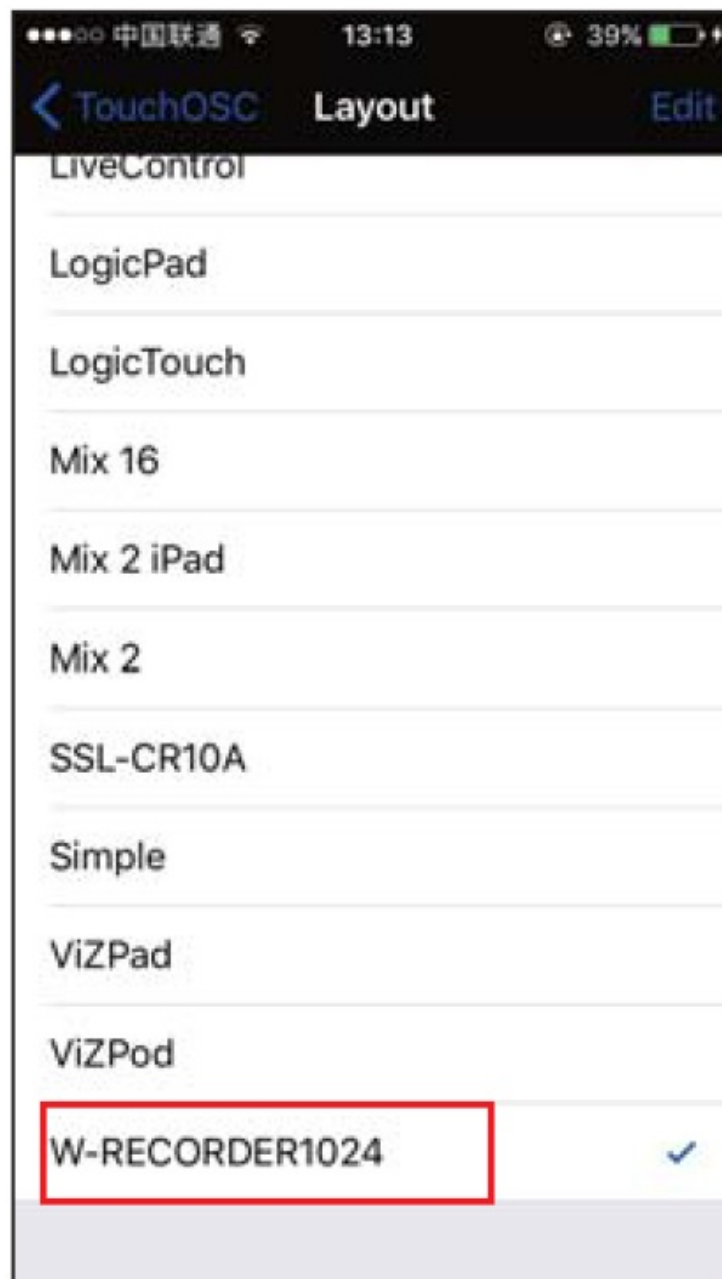 中国联通 13:13 39%
TouchOSC Layout Edit
LiveControl
LogicPad
LogicTouch
Mix 16
Mix 2 iPad
Mix 2
SSL-CR10A
Simple
ViZPad
ViZPod
W-RECORDER1024